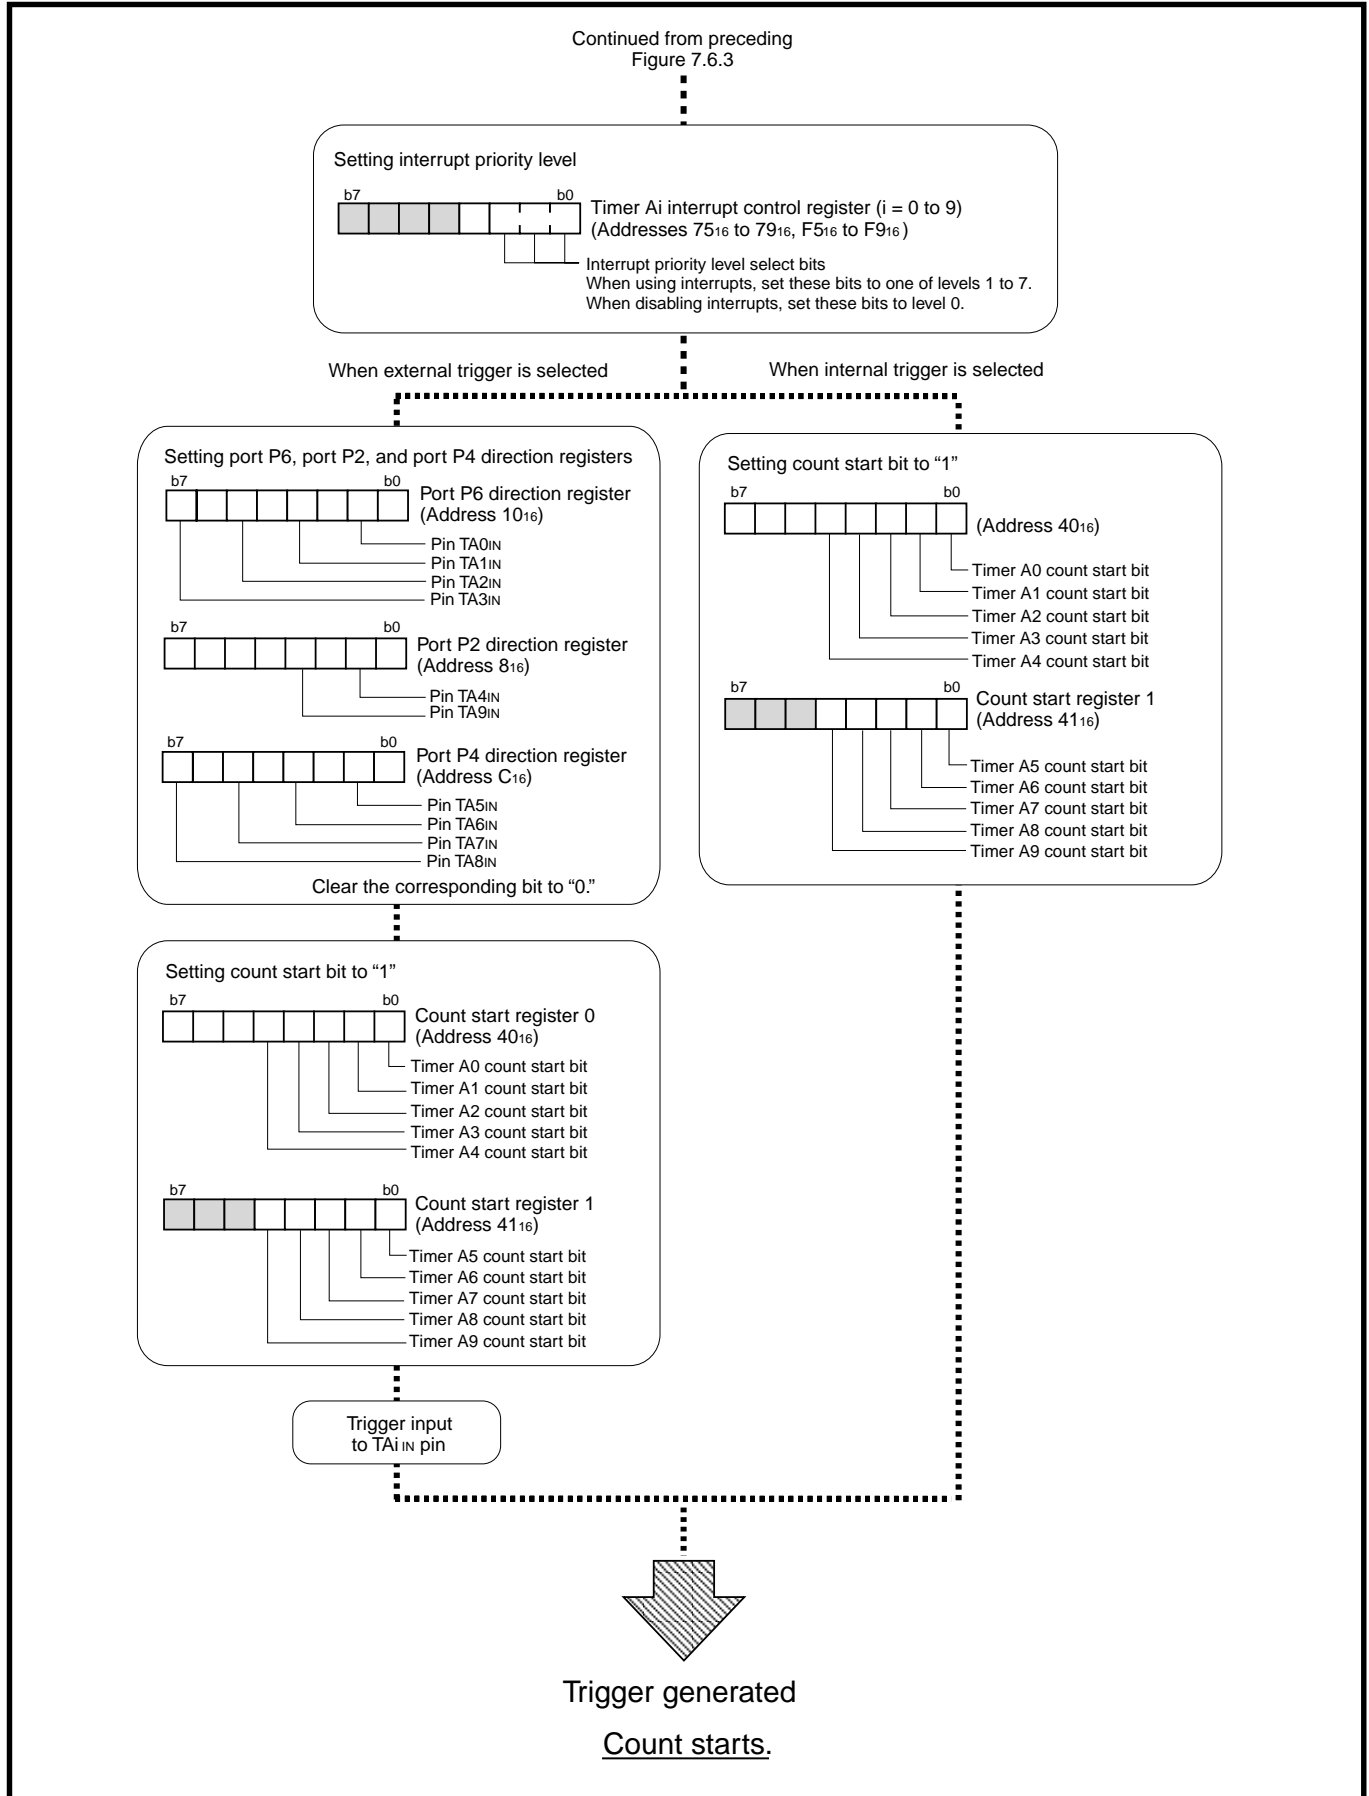 Continued from preceding
Figure 7.6.3
Setting interrupt priority level
b7 b0
Timer Ai interrupt control register (i = 0 to 9)
(Addresses 7516 to 7916, F516 to F916)
Interrupt priority level select bits
When using interrupts, set these bits to one of levels 1 to 7.
When disabling interrupts, set these bits to level 0.
When external trigger is selected
When internal trigger is selected
Setting port P6, port P2, and port P4 direction registers
b7 b0
Port P6 direction register
(Address 1016)
Pin TA0IN
Pin TA1IN
Pin TA2IN
Pin TA3IN
b7 b0
Port P2 direction register
(Address 816)
Pin TA4IN
Pin TA9IN
b7 b0
Port P4 direction register
(Address C16)
Pin TA5IN
Pin TA6IN
Pin TA7IN
Pin TA8IN
Clear the corresponding bit to “0.”
Setting count start bit to “1”
b7 b0
(Address 4016)
Timer A0 count start bit
Timer A1 count start bit
Timer A2 count start bit
Timer A3 count start bit
Timer A4 count start bit
b7 b0
Count start register 1
(Address 4116)
Timer A5 count start bit
Timer A6 count start bit
Timer A7 count start bit
Timer A8 count start bit
Timer A9 count start bit
Setting count start bit to “1”
b7 b0
Count start register 0
(Address 4016)
Timer A0 count start bit
Timer A1 count start bit
Timer A2 count start bit
Timer A3 count start bit
Timer A4 count start bit
b7 b0
Count start register 1
(Address 4116)
Timer A5 count start bit
Timer A6 count start bit
Timer A7 count start bit
Timer A8 count start bit
Timer A9 count start bit
Trigger input
to TAiIN pin
Trigger generated
Count starts.